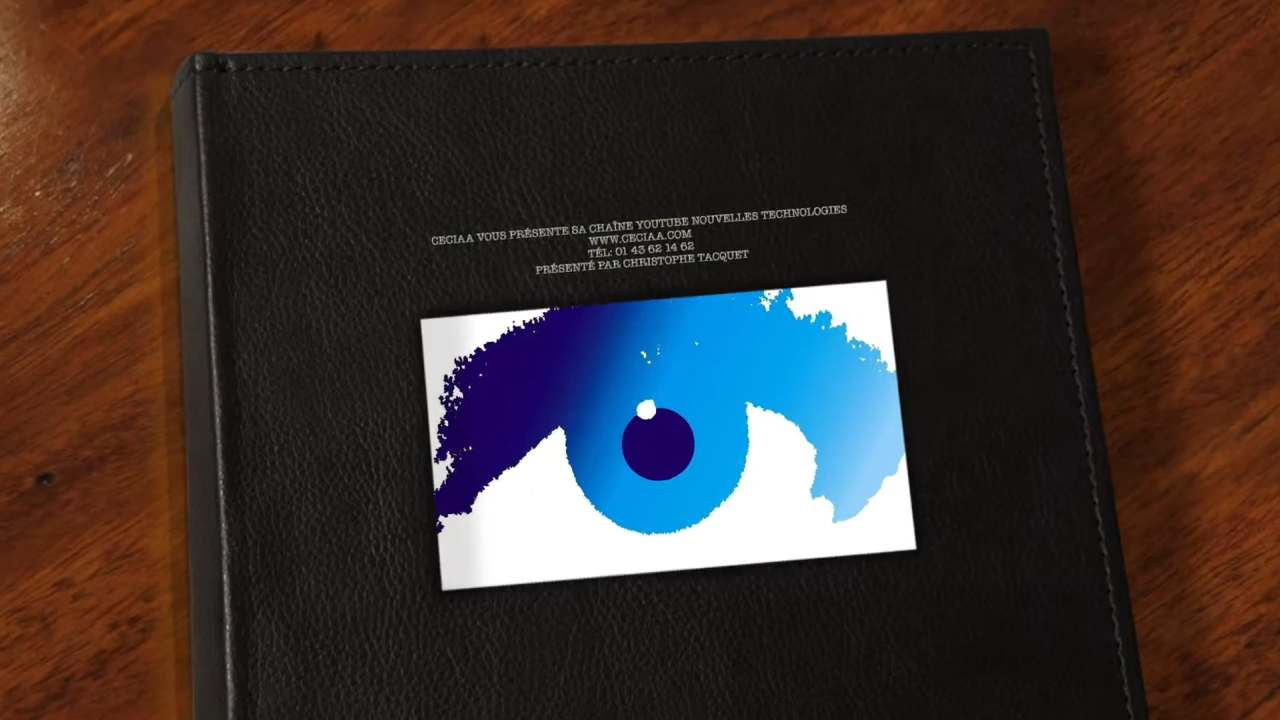 CECIAA VOUS PRÉSENTE SA CHAÎNE YOUTUBE NOUVELLES TECHNOLOGIES
WWW.CECIAA.COM
TÉL: 01 43 62 14 62
PRÉSENTÉ PAR CHRISTOPHE TACQUET